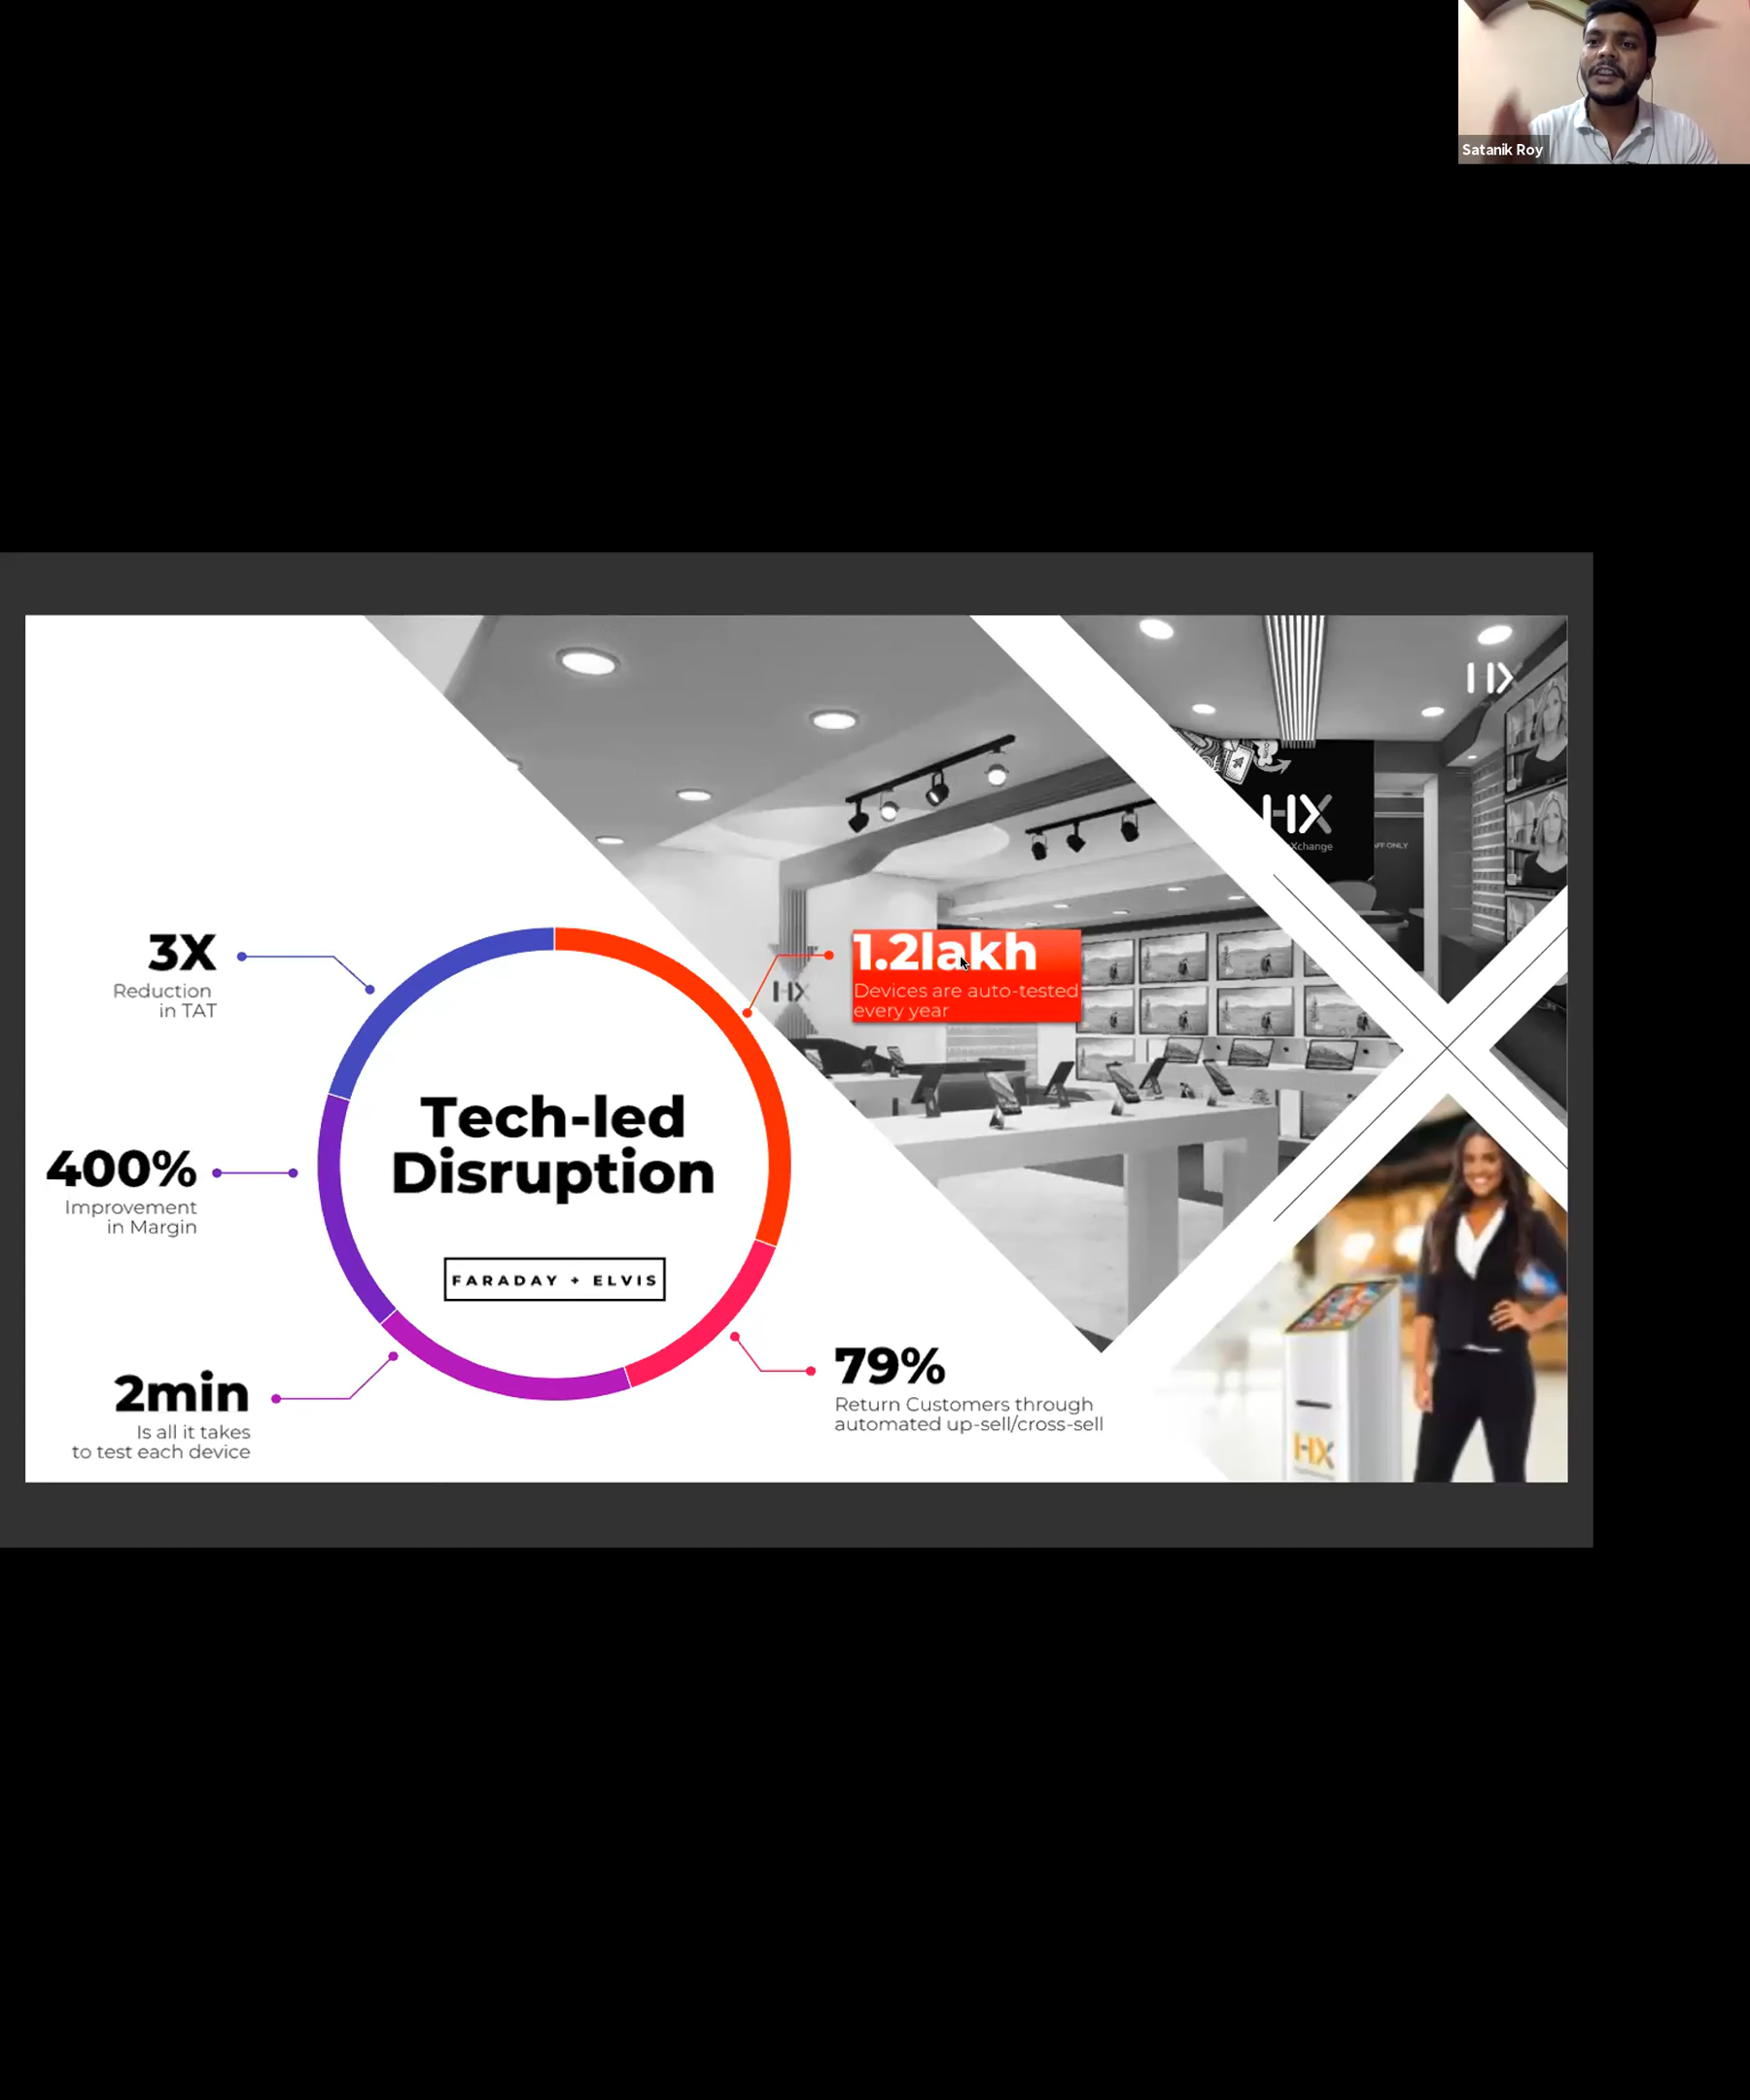 Satanik Roy
HX
HX
Xchange
AFF ONLY
3X
Reduction
in TAT
1.2lakh
Devices are auto-tested
every year
HX
400%
Improvement
in Margin
Tech-led
Disruption
FARADAY + ELVIS
2min
Is all it takes
to test each device
79%
Return Customers through
automated up-sell/cross-sell
HX